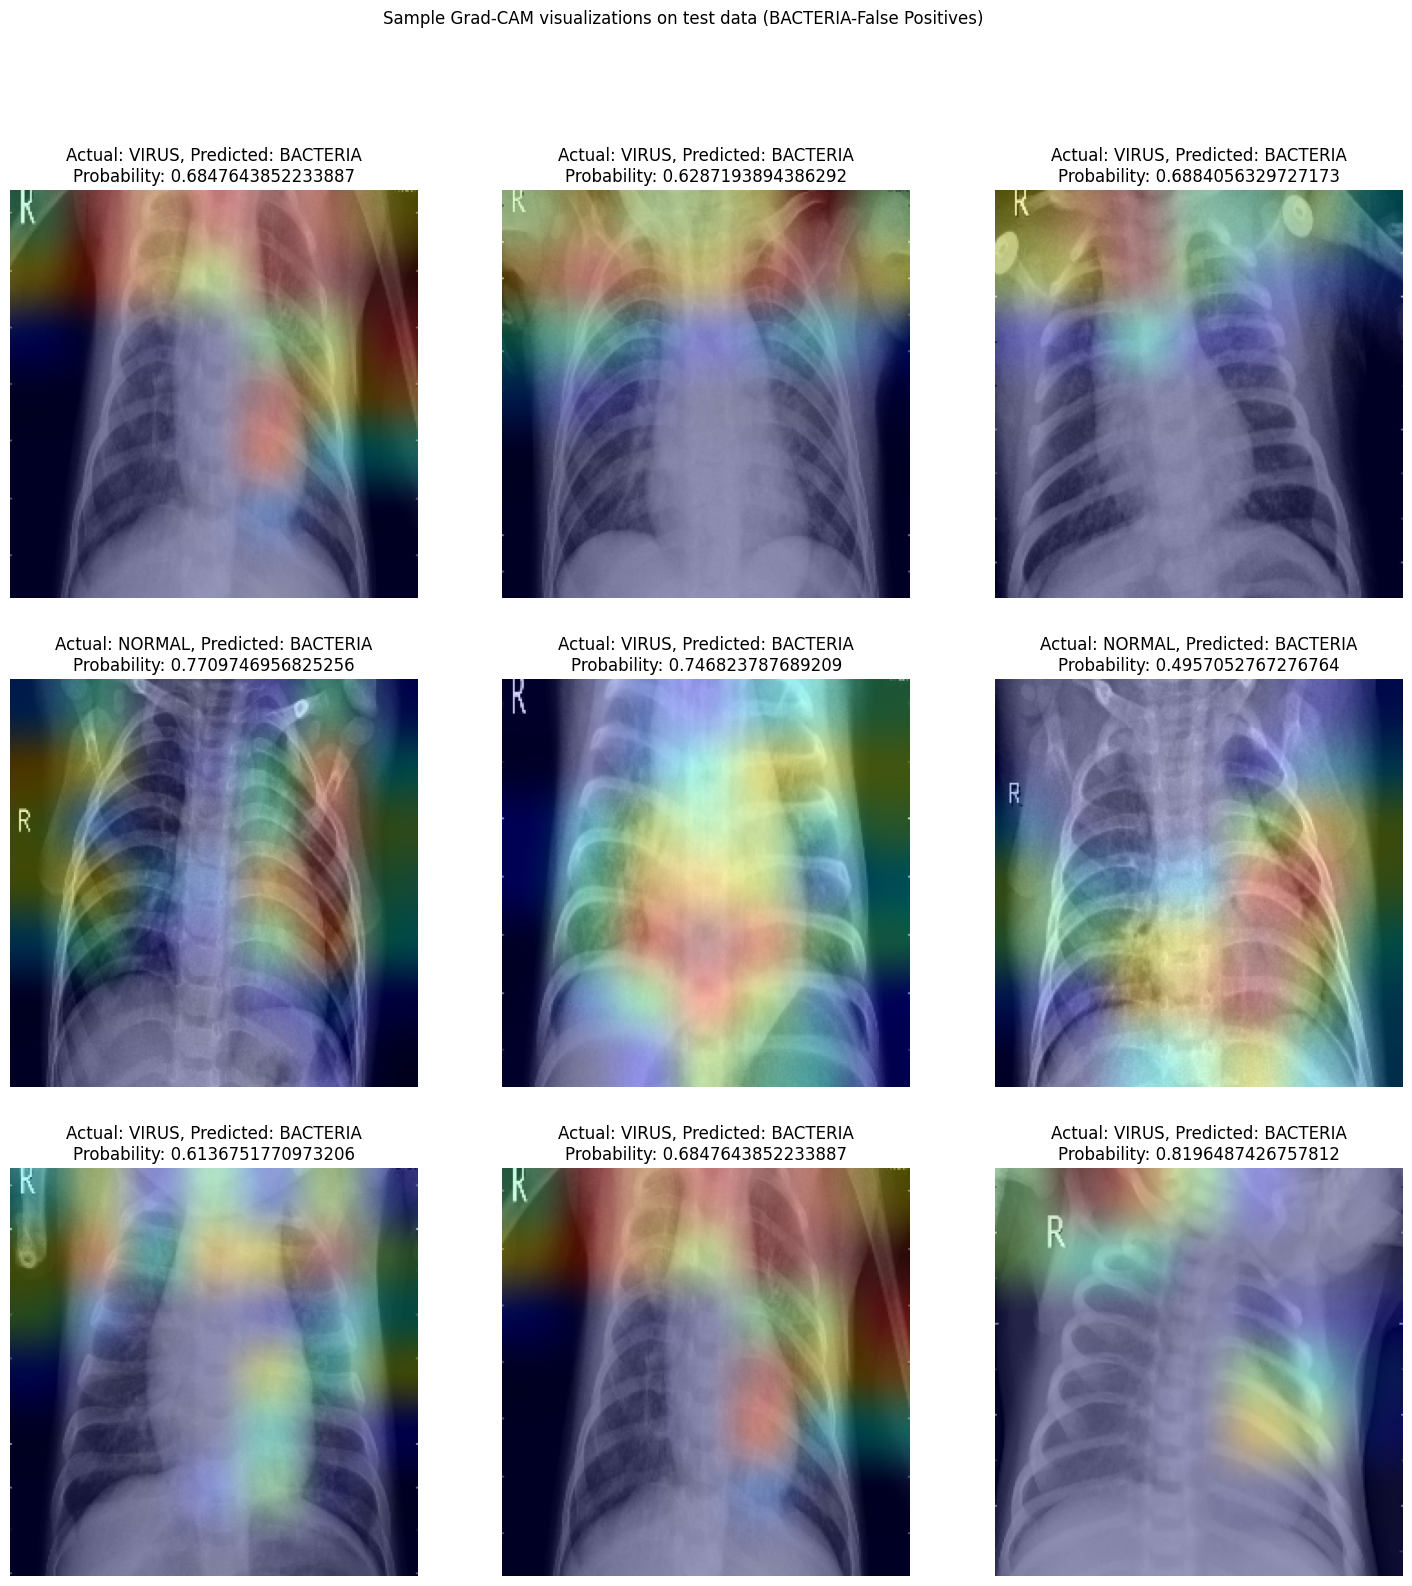 Sample Grad-CAM visualizations on test data (BACTERIA-False Positives)
Actual: VIRUS, Predicted: BACTERIA
Probability: 0.6847643852233887
Actual: VIRUS, Predicted: BACTERIA
Probability: 0.6287193894386292
Actual: VIRUS, Predicted: BACTERIA
Probability: 0.6884056329727173
R
R
R
Actual: NORMAL, Predicted: BACTERIA
Probability: 0.7709746956825256
Actual: VIRUS, Predicted: BACTERIA
Probability: 0.746823787689209
Actual: NORMAL, Predicted: BACTERIA
Probability: 0.4957052767276764
R
R
R
Actual: VIRUS, Predicted: BACTERIA
Probability: 0.6136751770973206
Actual: VIRUS, Predicted: BACTERIA
Probability: 0.6847643852233887
Actual: VIRUS, Predicted: BACTERIA
Probability: 0.8196487426757812
R
R
R